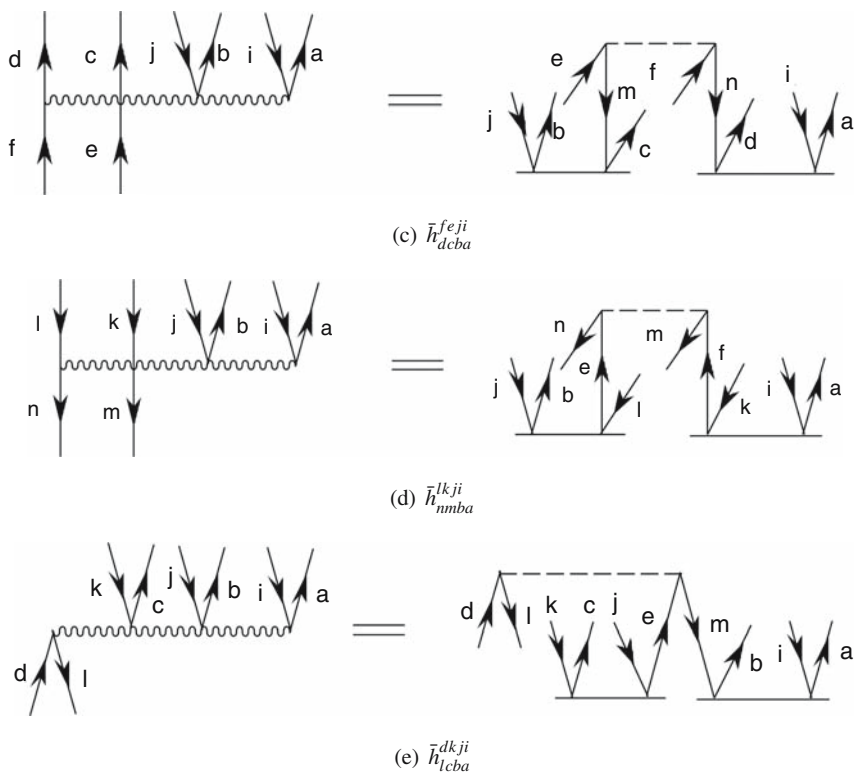 d c j b i a
f e
=
e f i
j b m n a
c d
(c) h̄^{feji}_{dcba}
l k j b i a
n m
=
n m
j b e f i a
l k
(d) h̄^{lkji}_{nmba}
k c j b i a
d l
=
d l k c j e m i a
b
(e) h̄^{dkji}_{lcba}